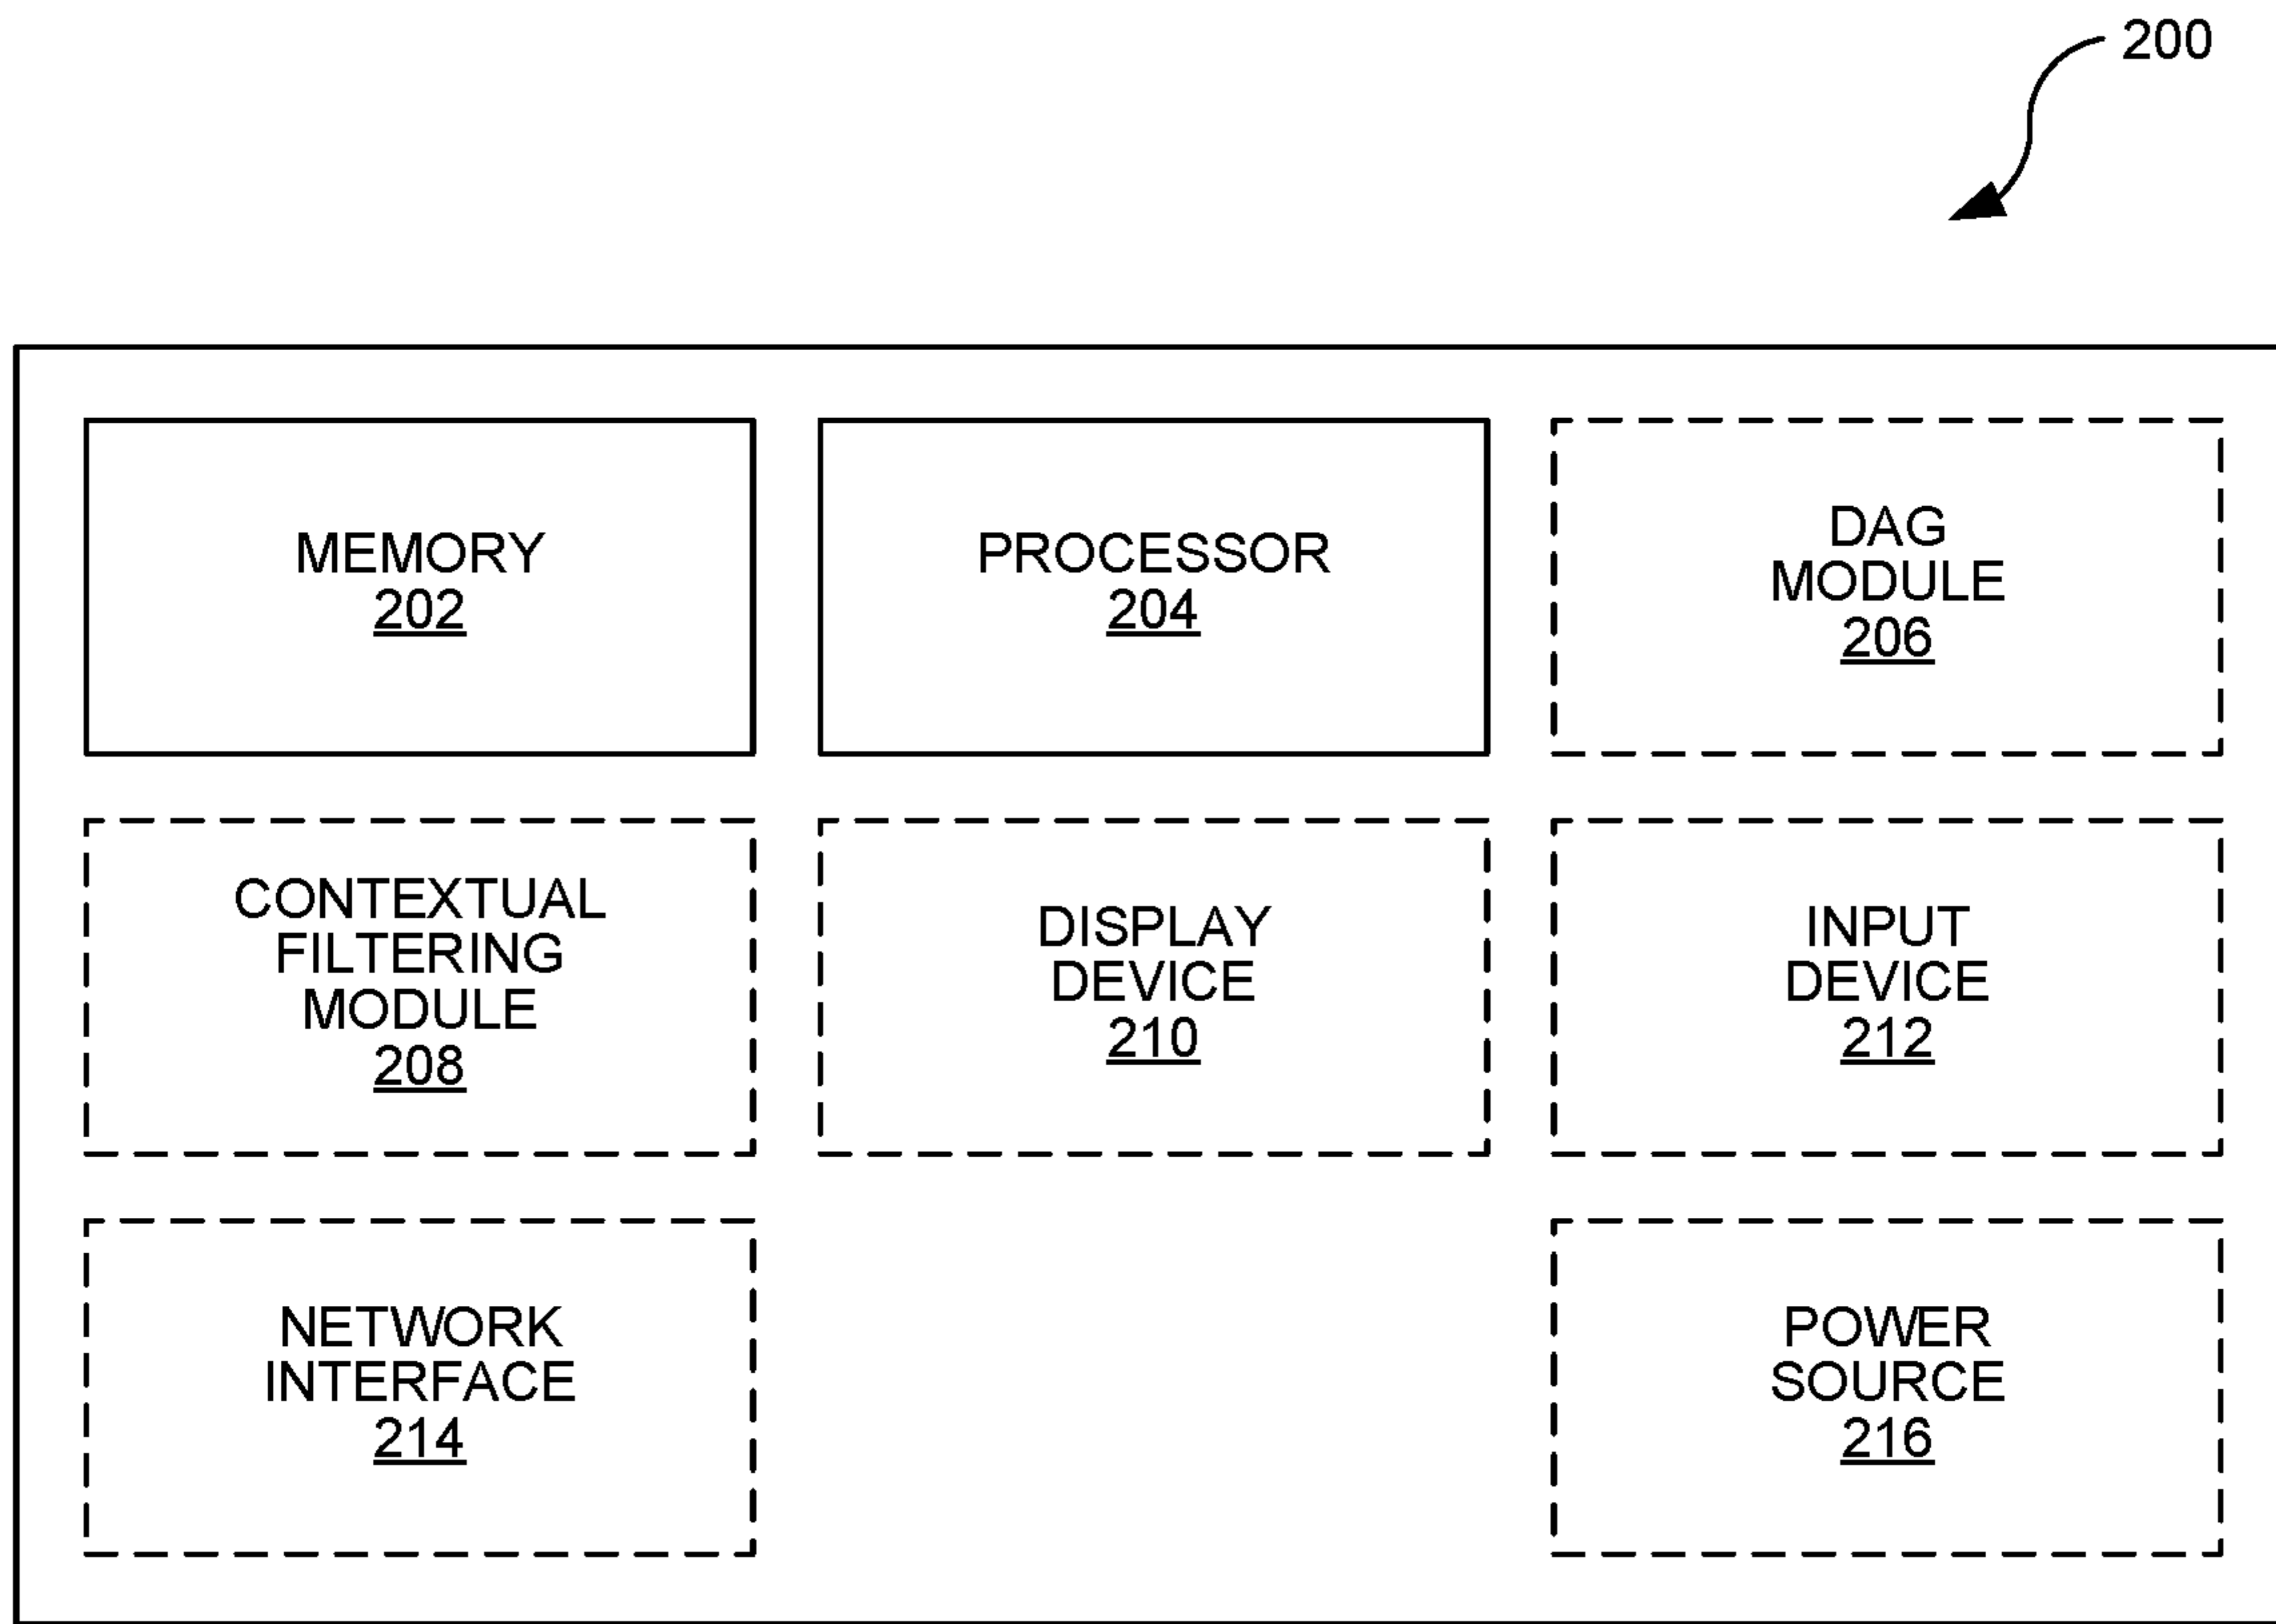 200
MEMORY
202
PROCESSOR
204
DAG
MODULE
206
CONTEXTUAL
FILTERING
MODULE
208
DISPLAY
DEVICE
210
INPUT
DEVICE
212
NETWORK
INTERFACE
214
POWER
SOURCE
216